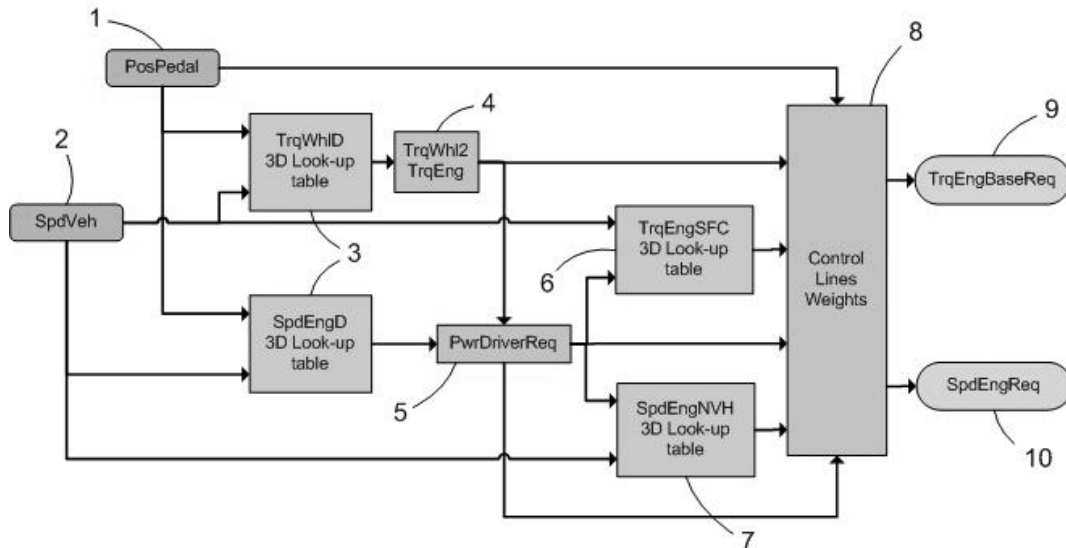 1
PosPedal
2
SpdVeh
TrqWhlD
3D Look-up
table
3
4
TrqWhl2
TrqEng
SpdEngD
3D Look-up
table
PwrDriverReq
5
6
TrqEngSFC
3D Look-up
table
SpdEngNVH
3D Look-up
table
7
8
Control
Lines
Weights
9
TrqEngBaseReq
SpdEngReq
10